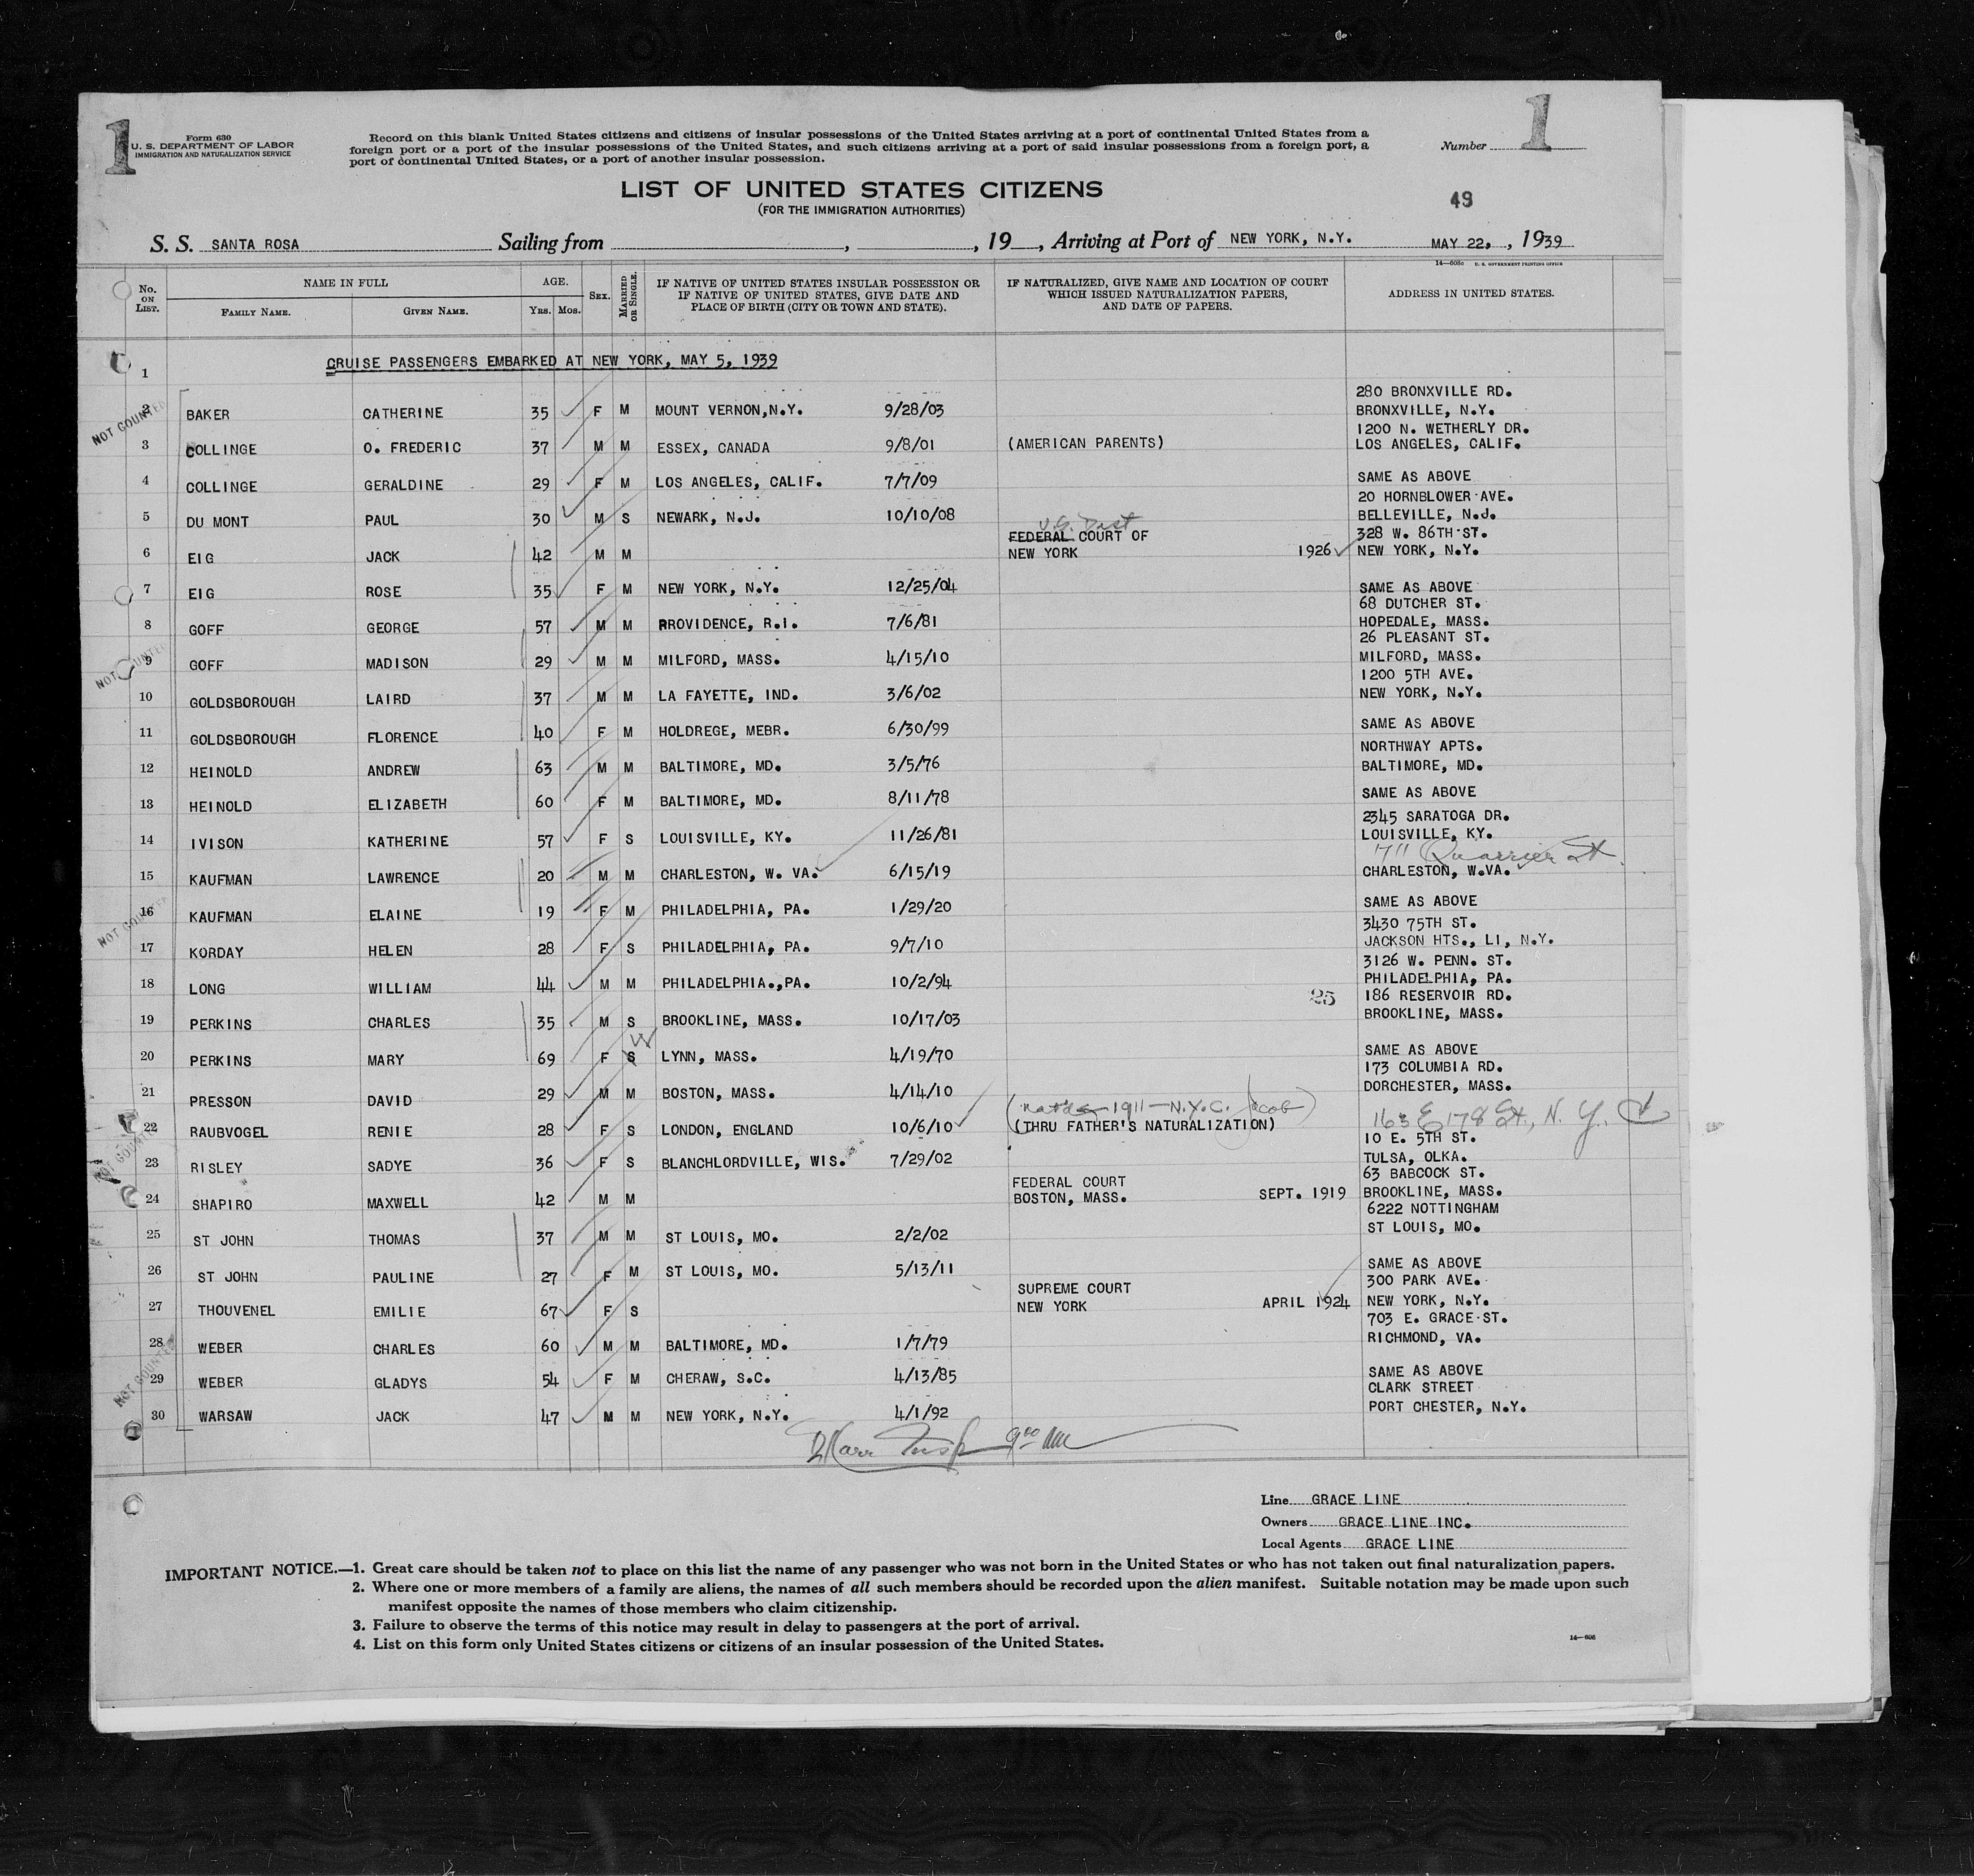 1
Form 630
U. S. DEPARTMENT OF LABOR
IMMIGRATION AND NATURALIZATION SERVICE
Record on this blank United States citizens and citizens of insular possessions of the United States arriving at a port of continental United States from a
foreign port or a port of the insular possessions of the United States, and such citizens arriving at a port of said insular possessions from a foreign port, a
port of continental United States, or a port of another insular possession.
Number 1
LIST OF UNITED STATES CITIZENS
(FOR THE IMMIGRATION AUTHORITIES)
49
S. S. SANTA ROSA Sailing from , , 19 , Arriving at Port of NEW YORK, N.Y. MAY 22, , 1939
14—605c U. S. GOVERNMENT PRINTING OFFICE
No. ON LIST. NAME IN FULL FAMILY NAME. GIVEN NAME. AGE. YRS. MOS. SEX. MARRIED OR SINGLE. IF NATIVE OF UNITED STATES INSULAR POSSESSION OR IF NATIVE OF UNITED STATES, GIVE DATE AND PLACE OF BIRTH (CITY OR TOWN AND STATE). IF NATURALIZED, GIVE NAME AND LOCATION OF COURT WHICH ISSUED NATURALIZATION PAPERS, AND DATE OF PAPERS. ADDRESS IN UNITED STATES.
1 CRUISE PASSENGERS EMBARKED AT NEW YORK, MAY 5, 1939
NOT COUNTED
280 BRONXVILLE RD.
2 BAKER CATHERINE 35 F M MOUNT VERNON,N.Y. 9/28/03 BRONXVILLE, N.Y.
1200 N. WETHERLY DR.
3 COLLINGE O. FREDERIC 37 M M ESSEX, CANADA 9/8/01 (AMERICAN PARENTS) LOS ANGELES, CALIF.
4 COLLINGE GERALDINE 29 F M LOS ANGELES, CALIF. 7/7/09 SAME AS ABOVE
20 HORNBLOWER AVE.
5 DU MONT PAUL 30 M S NEWARK, N.J. 10/10/08 BELLEVILLE, N.J.
U.S. Dist
FEDERAL COURT OF 328 W. 86TH ST.
6 EIG JACK 42 M M NEW YORK 1926 NEW YORK, N.Y.
7 EIG ROSE 35 F M NEW YORK, N.Y. 12/25/04 SAME AS ABOVE
68 DUTCHER ST.
8 GOFF GEORGE 57 M M PROVIDENCE, R.I. 7/6/81 HOPEDALE, MASS.
NOT COUNTED
26 PLEASANT ST.
9 GOFF MADISON 29 M M MILFORD, MASS. 4/15/10 MILFORD, MASS.
1200 5TH AVE.
10 GOLDSBOROUGH LAIRD 37 M M LA FAYETTE, IND. 3/6/02 NEW YORK, N.Y.
11 GOLDSBOROUGH FLORENCE 40 F M HOLDREGE, MEBR. 6/30/99 SAME AS ABOVE
NORTHWAY APTS.
12 HEINOLD ANDREW 63 M M BALTIMORE, MD. 3/5/76 BALTIMORE, MD.
13 HEINOLD ELIZABETH 60 F M BALTIMORE, MD. 8/11/78 SAME AS ABOVE
2345 SARATOGA DR.
14 IVISON KATHERINE 57 F S LOUISVILLE, KY. 11/26/81 LOUISVILLE, KY.
711 Quarrier St.
15 KAUFMAN LAWRENCE 20 M M CHARLESTON, W. VA. 6/15/19 CHARLESTON, W.VA.
NOT COUNTED
16 KAUFMAN ELAINE 19 F M PHILADELPHIA, PA. 1/29/20 SAME AS ABOVE
3430 75TH ST.
17 KORDAY HELEN 28 F S PHILADELPHIA, PA. 9/7/10 JACKSON HTS., LI, N.Y.
3126 W. PENN. ST.
18 LONG WILLIAM 44 M M PHILADELPHIA.,PA. 10/2/94 PHILADELPHIA, PA.
25 186 RESERVOIR RD.
19 PERKINS CHARLES 35 M S BROOKLINE, MASS. 10/17/03 BROOKLINE, MASS.
W
20 PERKINS MARY 69 F S LYNN, MASS. 4/19/70 SAME AS ABOVE
173 COLUMBIA RD.
21 PRESSON DAVID 29 M M BOSTON, MASS. 4/14/10 DORCHESTER, MASS.
(natd 1911—N.Y.C. Jacob) 163 E 178 St., N. Y. C
22 RAUBVOGEL RENIE 28 F S LONDON, ENGLAND 10/6/10 (THRU FATHER'S NATURALIZATION)
NOT COUNTED
10 E. 5TH ST.
23 RISLEY SADYE 36 F S BLANCHLORDVILLE, WIS. 7/29/02 TULSA, OLKA.
FEDERAL COURT 63 BABCOCK ST.
24 SHAPIRO MAXWELL 42 M M BOSTON, MASS. SEPT. 1919 BROOKLINE, MASS.
6222 NOTTINGHAM
25 ST JOHN THOMAS 37 M M ST LOUIS, MO. 2/2/02 ST LOUIS, MO.
26 ST JOHN PAULINE 27 F M ST LOUIS, MO. 5/13/11 SAME AS ABOVE
SUPREME COURT 300 PARK AVE.
27 THOUVENEL EMILIE 67 F S NEW YORK APRIL 1924 NEW YORK, N.Y.
703 E. GRACE ST.
28 WEBER CHARLES 60 M M BALTIMORE, MD. 1/7/79 RICHMOND, VA.
NOT COUNTED
29 WEBER GLADYS 54 F M CHERAW, S.C. 4/13/85 SAME AS ABOVE
CLARK STREET
30 WARSAW JACK 47 M M NEW YORK, N.Y. 4/1/92 PORT CHESTER, N.Y.
9 00
Line GRACE LINE
Owners GRACE LINE INC.
Local Agents GRACE LINE
IMPORTANT NOTICE.—1. Great care should be taken not to place on this list the name of any passenger who was not born in the United States or who has not taken out final naturalization papers.
2. Where one or more members of a family are aliens, the names of all such members should be recorded upon the alien manifest. Suitable notation may be made upon such
manifest opposite the names of those members who claim citizenship.
3. Failure to observe the terms of this notice may result in delay to passengers at the port of arrival.
4. List on this form only United States citizens or citizens of an insular possession of the United States.
14—606